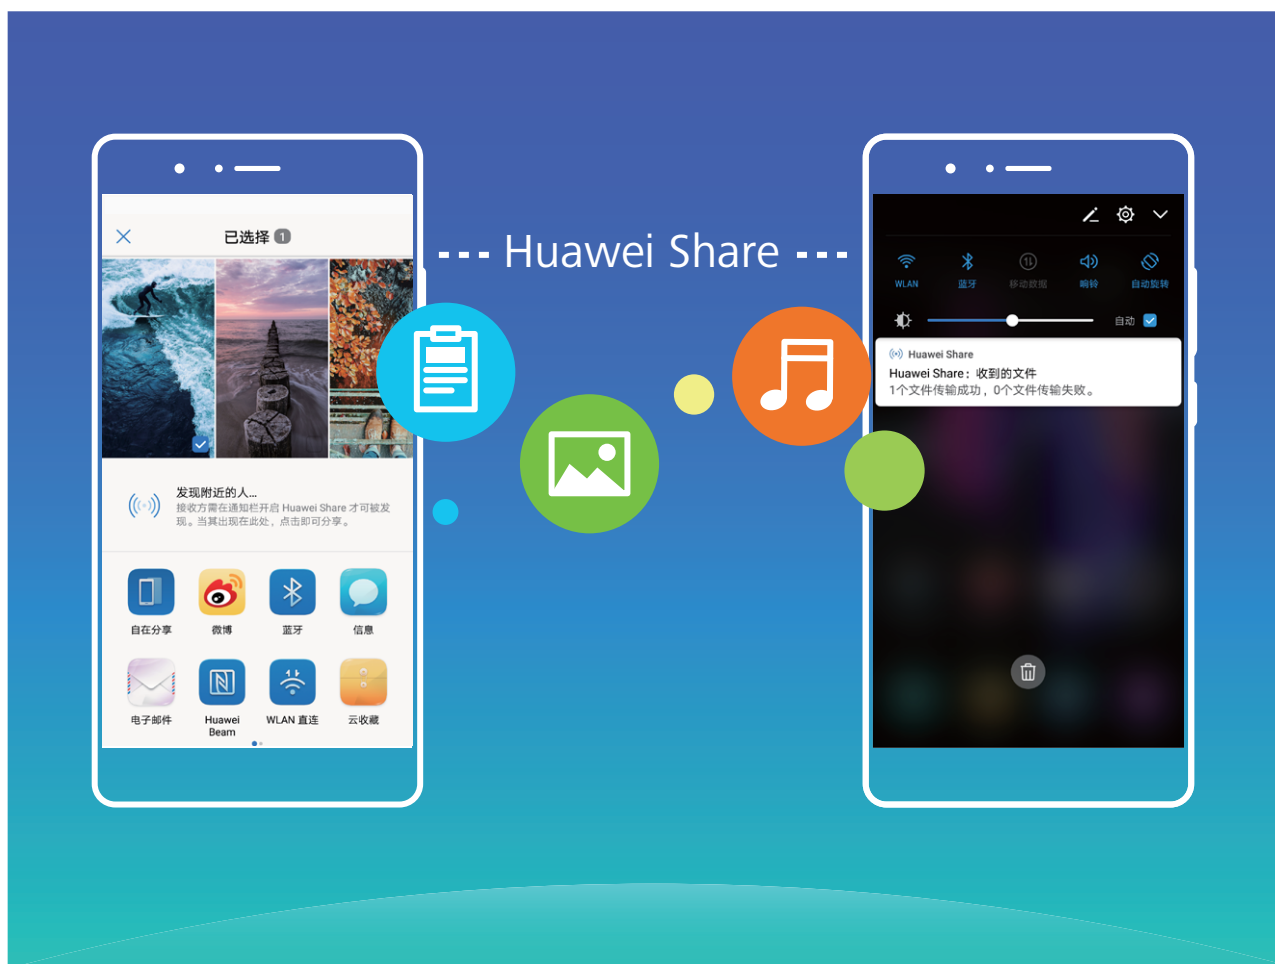 已选择 1
Huawei Share
发现附近的人...
接收方需在通知栏开启 Huawei Share 才可被发
现。当其出现在此处，点击即可分享。
自在分享 微博 蓝牙 信息
电子邮件 Huawei Beam WLAN 直连 云收藏
WLAN 蓝牙 移动数据 响铃 自动旋转
自动
Huawei Share
Huawei Share：收到的文件
1个文件传输成功，0个文件传输失败。